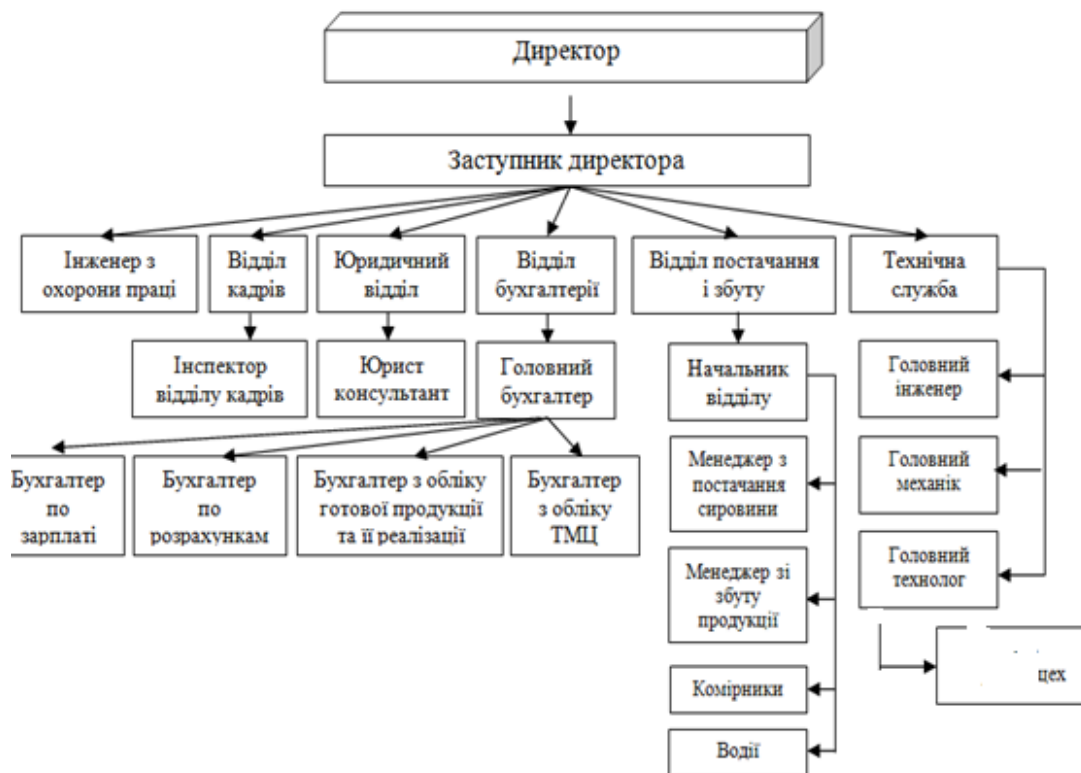 Директор
Заступник директора
Інженер з
охорони праці
Відділ
кадрів
Юридичний
відділ
Відділ
бухгалтерії
Відділ постачання
і збуту
Технічна
служба
Інспектор
відділу кадрів
Юрист
консультант
Головний
бухгалтер
Начальник
відділу
Головний
інженер
Бухгалтер
по
зарплаті
Бухгалтер
по
розрахункам
Бухгалтер з обліку
готової продукції
та її реалізації
Бухгалтер
з обліку
ТМЦ
Менеджер з
постачання
сировини
Головний
механік
Менеджер зі
збуту
продукції
Головний
технолог
цех
Комірники
Водії